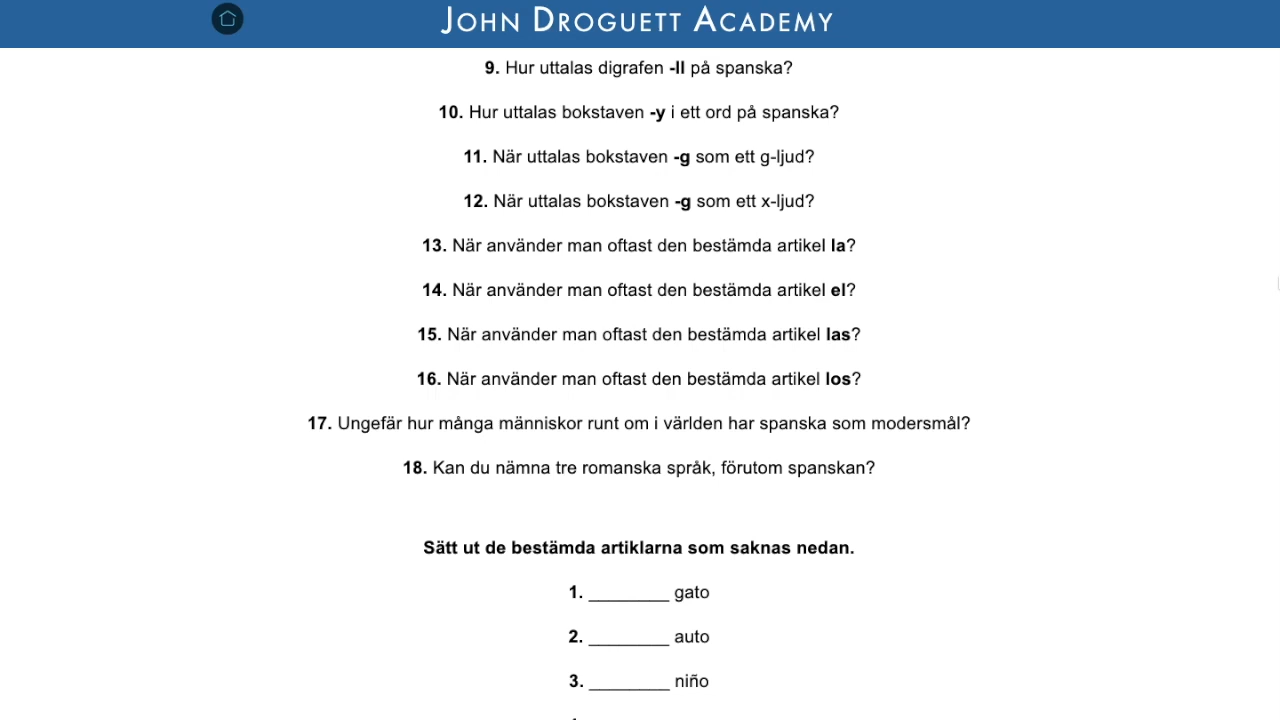 John Droguett Academy
9. Hur uttalas digrafen -ll på spanska?
10. Hur uttalas bokstaven -y i ett ord på spanska?
11. När uttalas bokstaven -g som ett g-ljud?
12. När uttalas bokstaven -g som ett x-ljud?
13. När använder man oftast den bestämda artikel la?
14. När använder man oftast den bestämda artikel el?
15. När använder man oftast den bestämda artikel las?
16. När använder man oftast den bestämda artikel los?
17. Ungefär hur många människor runt om i världen har spanska som modersmål?
18. Kan du nämna tre romanska språk, förutom spanskan?
Sätt ut de bestämda artiklarna som saknas nedan.
1. ________ gato
2. ________ auto
3. ________ niño